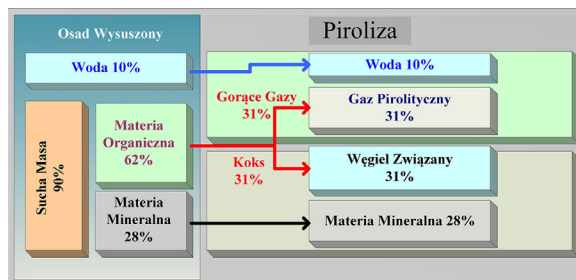 Osad Wysuszony
Piroliza
Woda 10%
Woda 10%
Gorące Gazy
31%
Gaz Pirolityczny
31%
Sucha Masa
90%
Materia
Organiczna
62%
Koks
31%
Węgiel Związany
31%
Materia
Mineralna
28%
Materia Mineralna 28%